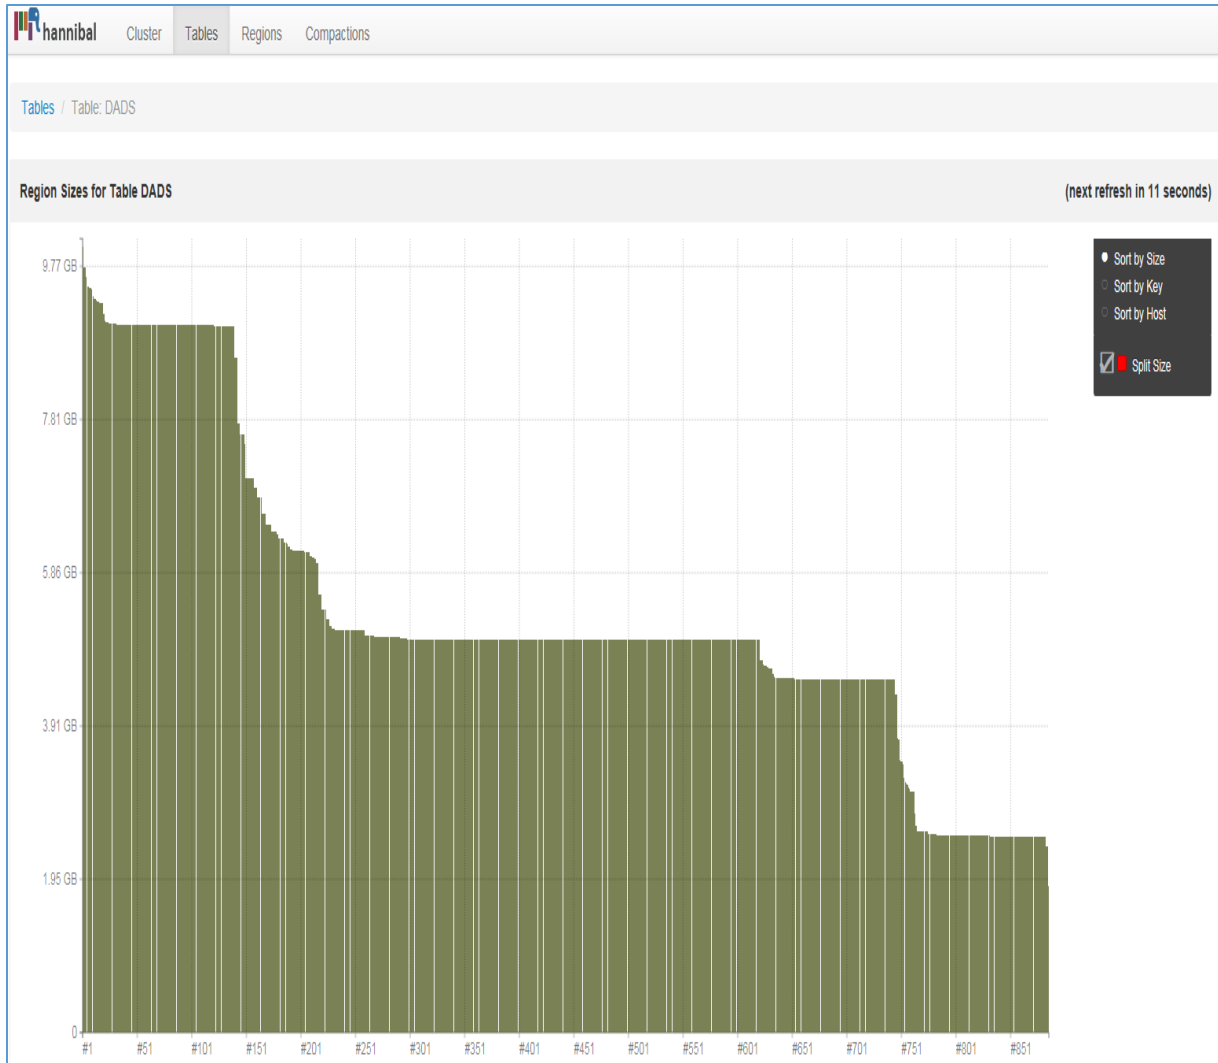 hannibal Cluster Tables Regions Compactions
Tables / Table: DADS
Region Sizes for Table DADS (next refresh in 11 seconds)
Sort by Size
Sort by Key
Sort by Host
Split Size
9.77 GB
7.81 GB
5.86 GB
3.91 GB
1.95 GB
0
#1 #51 #101 #151 #201 #251 #301 #351 #401 #451 #501 #551 #601 #651 #701 #751 #801 #851